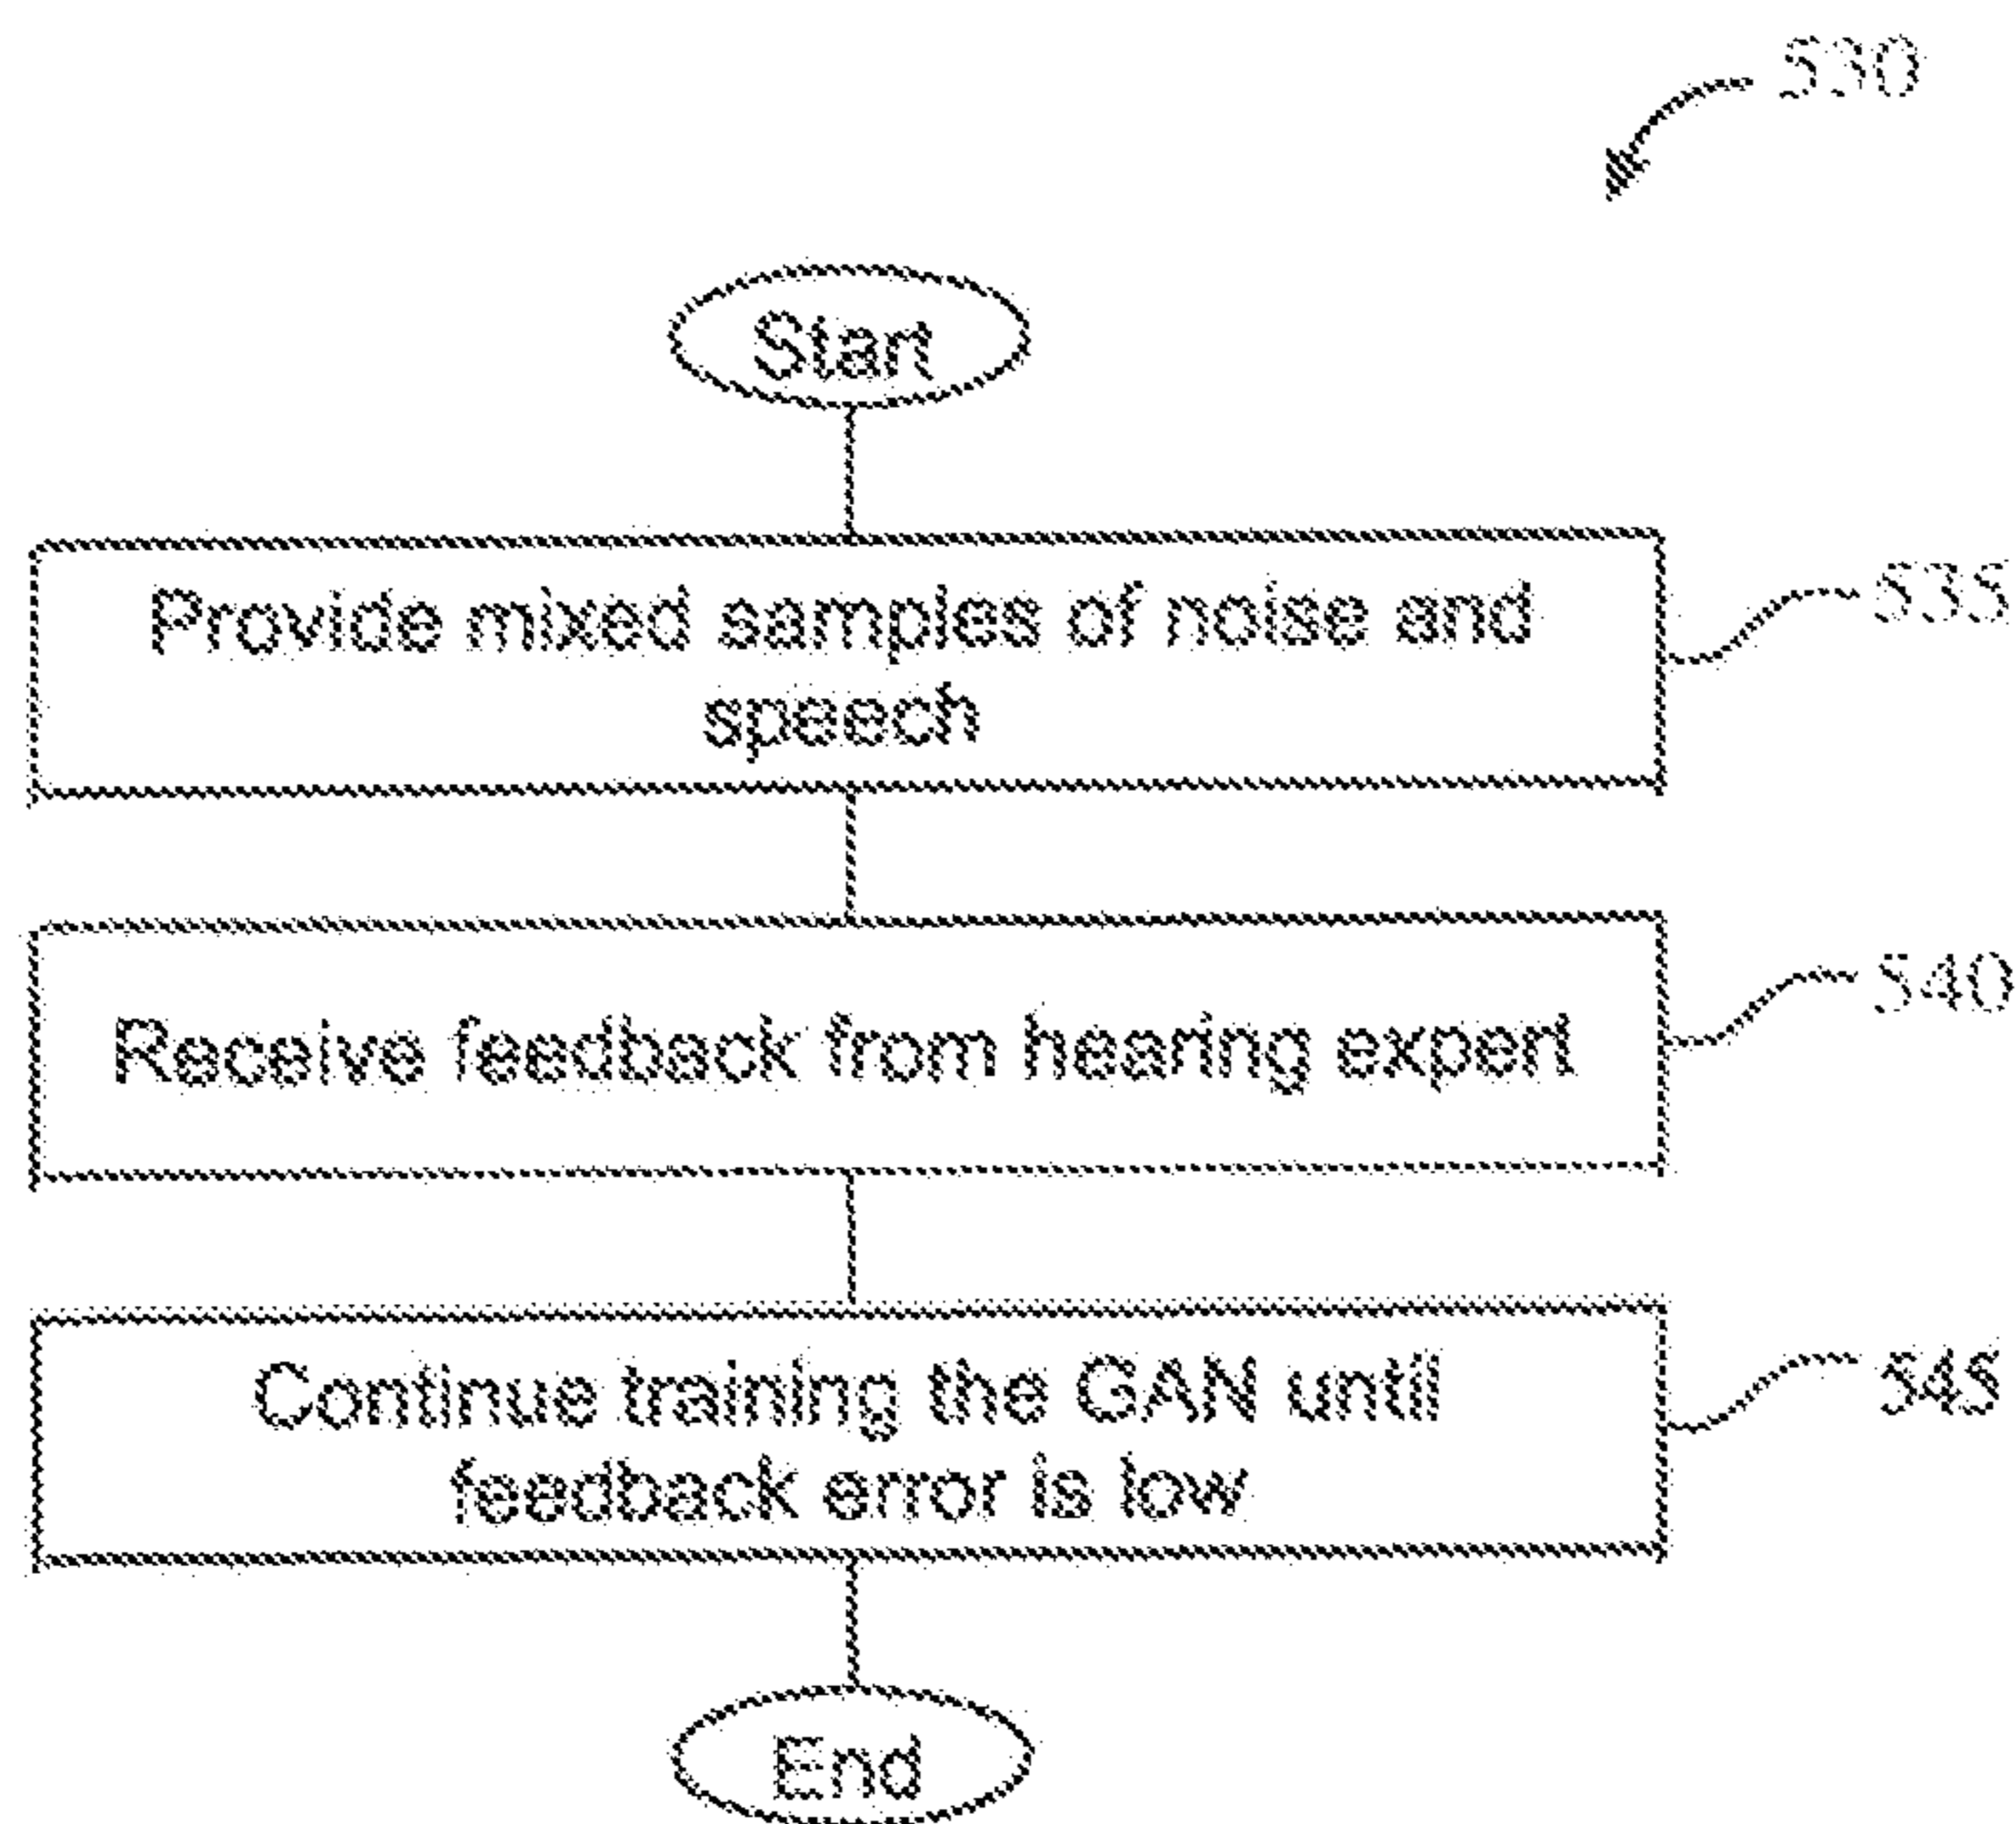 530
Start
Provide mixed samples of noise and
speech
535
Receive feedback from hearing expert
540
Continue training the GAN until
feedback error is low
545
End